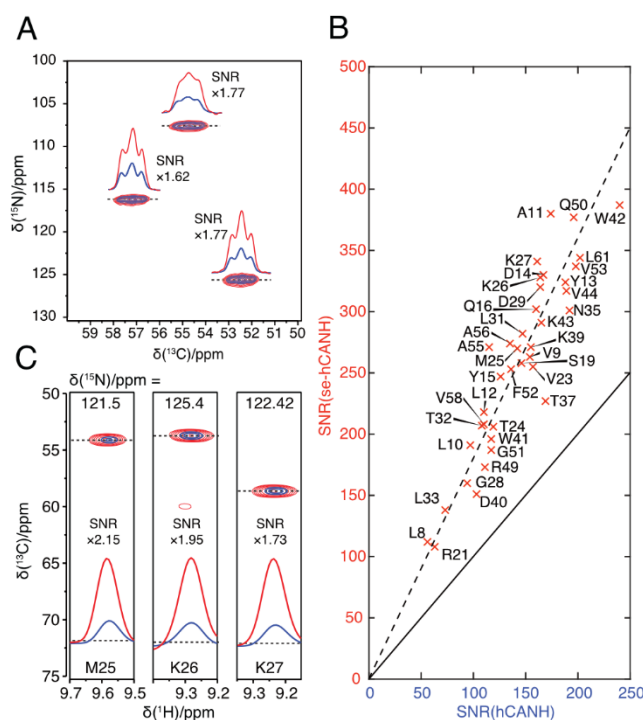 A
SNR
×1.77
SNR
×1.62
SNR
×1.77
100
105
110
115
120
125
130
δ(¹⁵N)/ppm
59 58 57 56 55 54 53 52 51 50
δ(¹³C)/ppm
B
500
450
400
350
300
250
200
150
100
50
0
SNR(se-hCANH)
A11
Q50
W42
K27
L61
D14
V53
K26
Y13
D29
V44
Q16
N35
L31
K43
A56
K39
A55
V9
M25
S19
Y15
V23
F52
L12
T37
V58
T32
T24
L10
W41
G51
R49
G28
L33
D40
L8
R21
0 50 100 150 200 250
SNR(hCANH)
C
δ(¹⁵N)/ppm =
121.5 125.4 122.42
50
55
60
65
70
75
δ(¹³C)/ppm
SNR
×2.15
SNR
×1.95
SNR
×1.73
M25 K26 K27
9.7 9.6 9.5 9.3 9.2 9.3 9.2
δ(¹H)/ppm